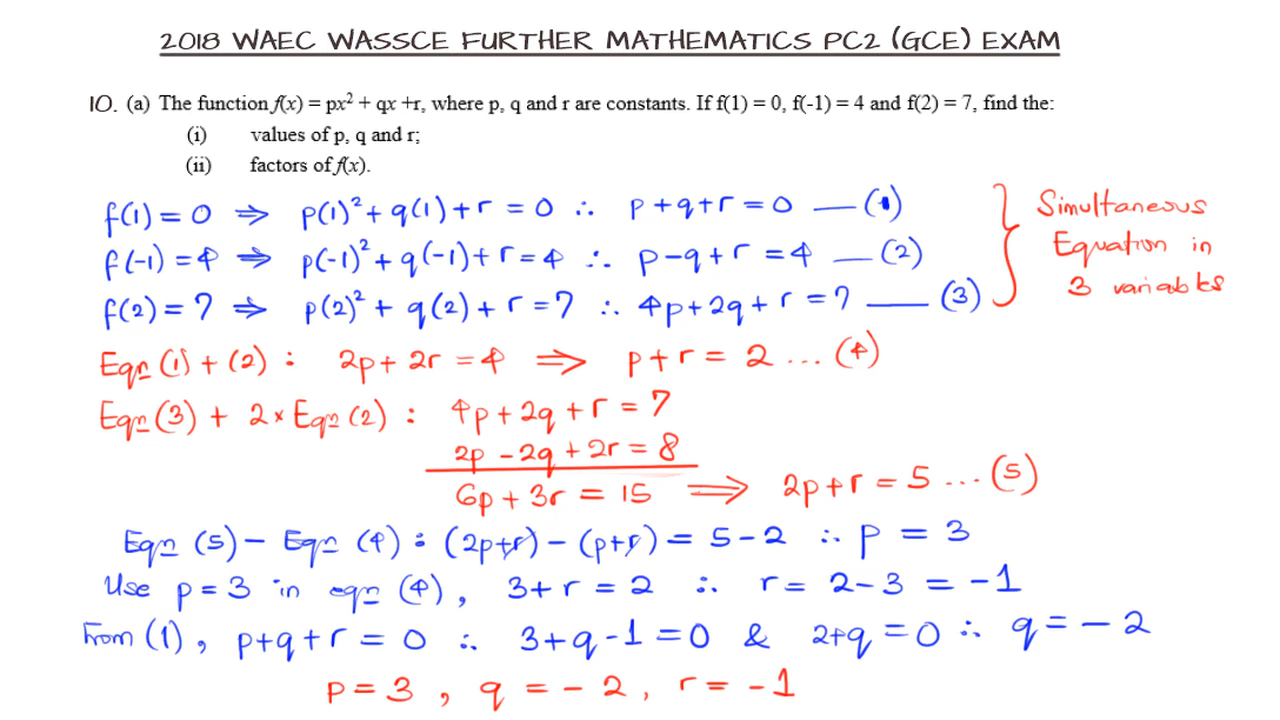 2018 WAEC WASSCE FURTHER MATHEMATICS PC2 (GCE) EXAM
10. (a) The function f(x) = px² + qx +r, where p, q and r are constants. If f(1) = 0, f(-1) = 4 and f(2) = 7, find the:
(i) values of p, q and r;
(ii) factors of f(x).
f(1) = 0 ⇒ p(1)² + q(1) + r = 0 ∴ p + q + r = 0 — (1)
f(-1) = 4 ⇒ p(-1)² + q(-1) + r = 4 ∴ p - q + r = 4 — (2)
f(2) = 7 ⇒ p(2)² + q(2) + r = 7 ∴ 4p + 2q + r = 7 — (3)
} Simultaneous
Equation in
3 variables
Eqn (1) + (2) : 2p + 2r = 4 ⇒ p + r = 2 ... (4)
Eqn (3) + 2 × Eqn (2) : 4p + 2q + r = 7
2p - 2q + 2r = 8
6p + 3r = 15 ⇒ 2p + r = 5 ... (5)
Eqn (5) - Eqn (4) : (2p+r) - (p+r) = 5 - 2 ∴ p = 3
Use p = 3 in eqn (4), 3 + r = 2 ∴ r = 2 - 3 = -1
From (1), p + q + r = 0 ∴ 3 + q - 1 = 0 & 2 + q = 0 ∴ q = - 2
p = 3 , q = - 2, r = - 1